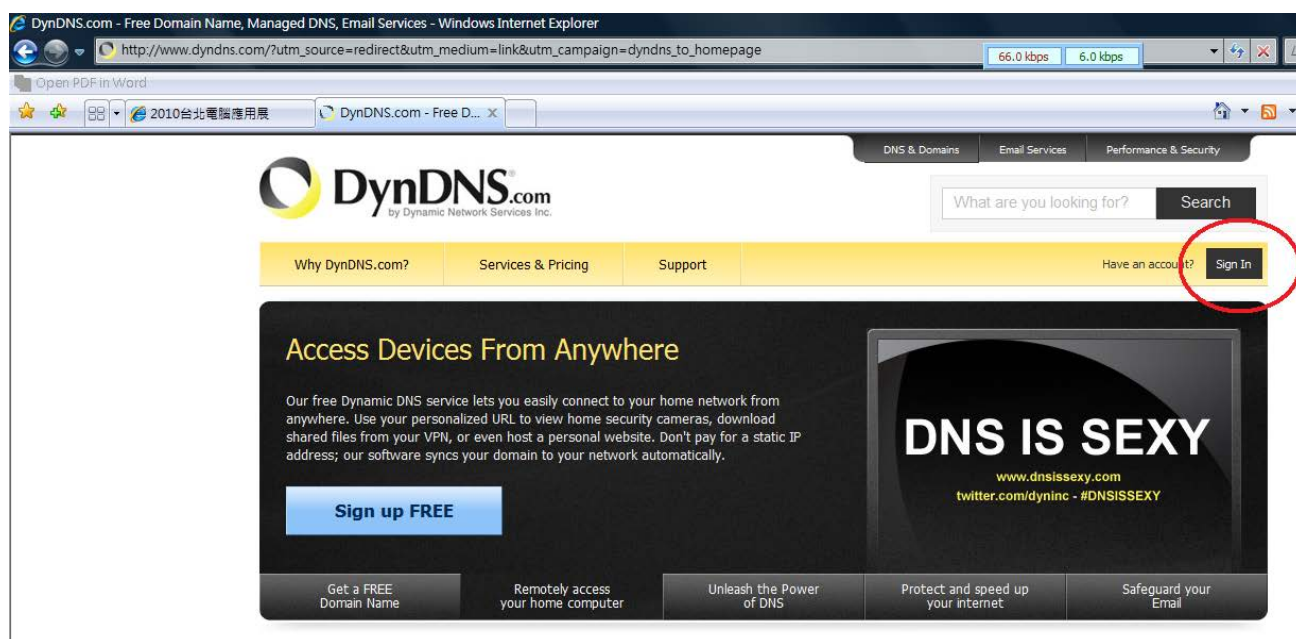 DynDNS.com - Free Domain Name, Managed DNS, Email Services - Windows Internet Explorer
http://www.dyndns.com/?utm_source=redirect&utm_medium=link&utm_campaign=dyndns_to_homepage
66.0 kbps 6.0 kbps
Open PDF in Word
2010台北電腦應用展 DynDNS.com - Free D...
DNS & Domains Email Services Performance & Security
DynDNS.com
by Dynamic Network Services Inc.
What are you looking for? Search
Why DynDNS.com? Services & Pricing Support Have an account? Sign In
Access Devices From Anywhere
Our free Dynamic DNS service lets you easily connect to your home network from
anywhere. Use your personalized URL to view home security cameras, download
shared files from your VPN, or even host a personal website. Don't pay for a static IP
address; our software syncs your domain to your network automatically.
Sign up FREE
DNS IS SEXY
www.dnsissexy.com
twitter.com/dyninc - #DNSISSEXY
Get a FREE
Domain Name
Remotely access
your home computer
Unleash the Power
of DNS
Protect and speed up
your internet
Safeguard your
Email